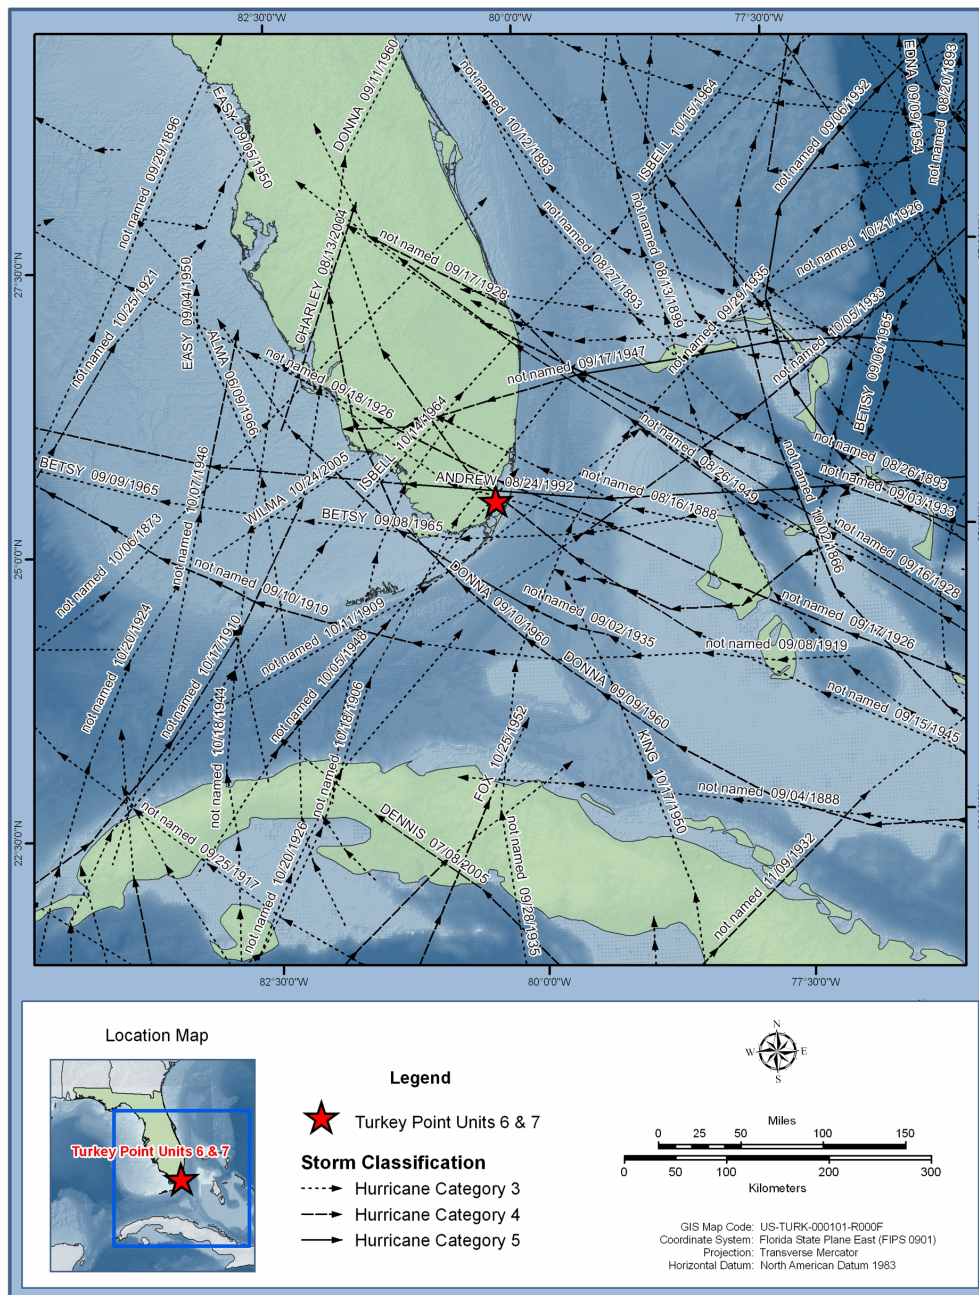 82°30'0"W
80°0'0"W
77°30'0"W
27°30'0"N
25°0'0"N
22°30'0"N
EASY 09/05/1950
DONNA 09/11/1960
not named 10/12/1893
ISBELL 10/15/1964
not named 09/06/1932
EDNA 09/09/1954
not named 08/20/1893
not named 09/29/1896
not named 10/25/1921
EASY 09/04/1950
ALMA 06/09/1966
CHARLEY 08/13/2004
not named 09/17/1928
not named 08/27/1893
not named 08/13/1899
not named 10/21/1926
not named 09/29/1935
not named 10/05/1933
BETSY 09/06/1965
not named 09/17/1947
not named 09/18/1926
ISBELL 10/14/1964
WILMA 10/24/2005
BETSY 09/09/1965
not named 10/07/1946
ANDREW 08/24/1992
BETSY 09/08/1965
not named 08/16/1888
not named 08/26/1949
not named 10/02/1866
not named 08/26/1893
not named 09/03/1933
not named 09/16/1928
not named 10/06/1873
not named 09/10/1919
not named 10/20/1924
not named 10/17/1910
not named 10/11/1909
not named 10/05/1948
DONNA 09/10/1960
not named 09/02/1935
not named 09/17/1926
not named 09/08/1919
DONNA 09/09/1960
not named 09/15/1945
not named 10/18/1944
not named 10/18/1906
FOX 10/25/1952
KING 10/17/1950
not named 09/04/1888
not named 09/25/1917
not named 10/20/1926
DENNIS 07/08/2005
not named 09/28/1935
not named 11/09/1932
82°30'0"W
80°0'0"W
77°30'0"W
Location Map
Turkey Point Units 6 & 7
Legend
Turkey Point Units 6 & 7
Storm Classification
Hurricane Category 3
Hurricane Category 4
Hurricane Category 5
N
W E
S
Miles
0 25 50 100 150
0 50 100 200 300
Kilometers
GIS Map Code: US-TURK-000101-R000F
Coordinate System: Florida State Plane East (FIPS 0901)
Projection: Transverse Mercator
Horizontal Datum: North American Datum 1983